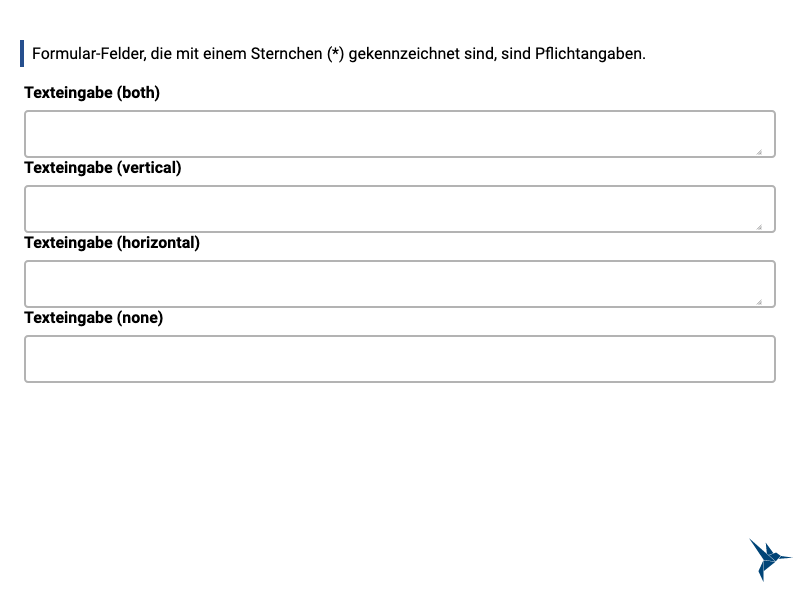 Formular-Felder, die mit einem Sternchen (*) gekennzeichnet sind, sind Pflichtangaben.
Texteingabe (both)
Texteingabe (vertical)
Texteingabe (horizontal)
Texteingabe (none)